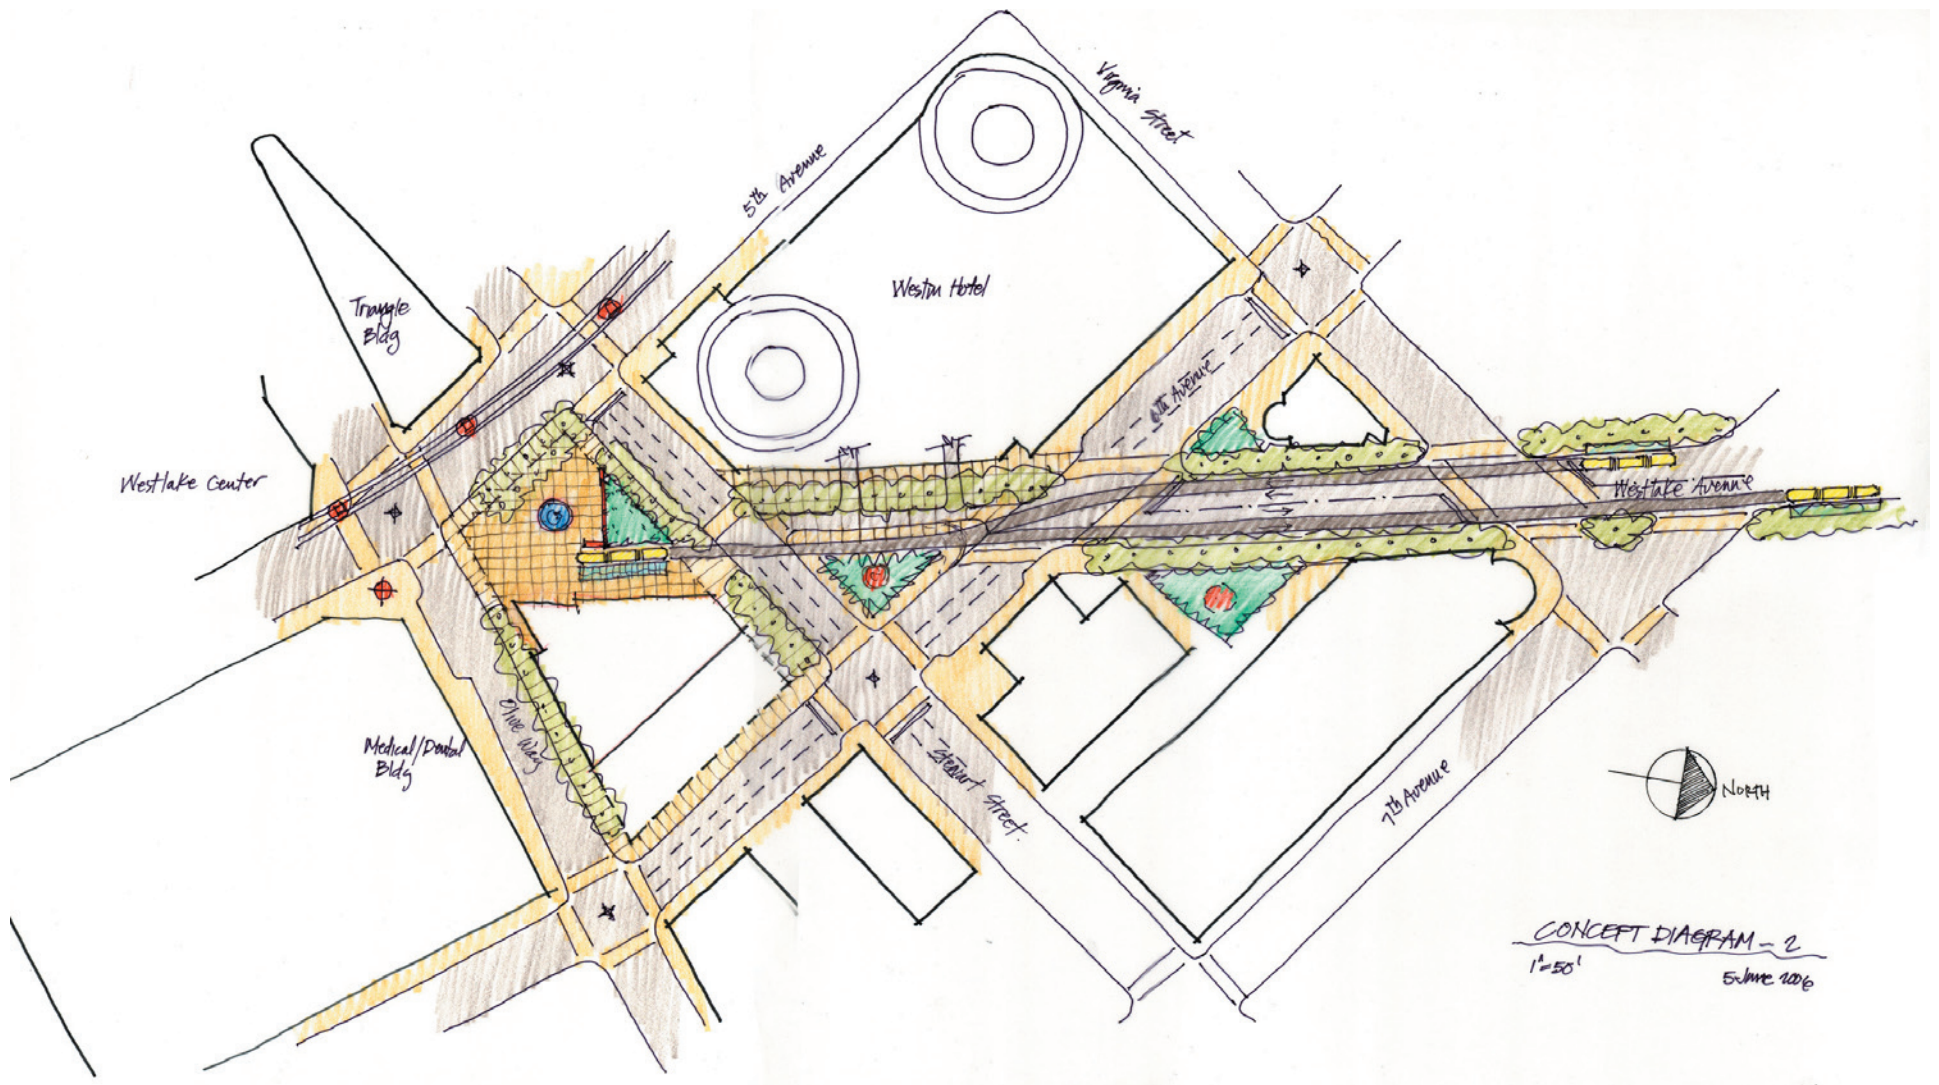 Virginia Street
5th Avenue
Westin Hotel
Triangle
Bldg
6th Avenue
Westlake Center
Westlake Avenue
Olive Way
Medical/Dental
Bldg
Stewart Street
7th Avenue
NORTH
CONCEPT DIAGRAM - 2
1"=50'
5 June 2006